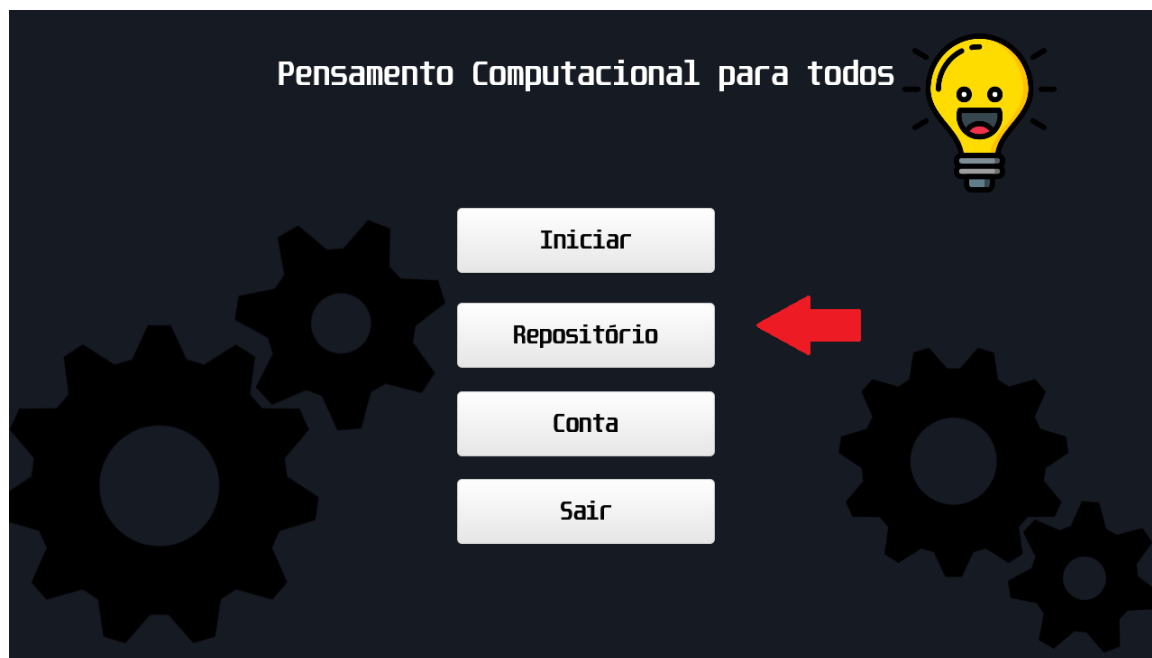 Pensamento Computacional para todos
Iniciar
Repositório
Conta
Sair